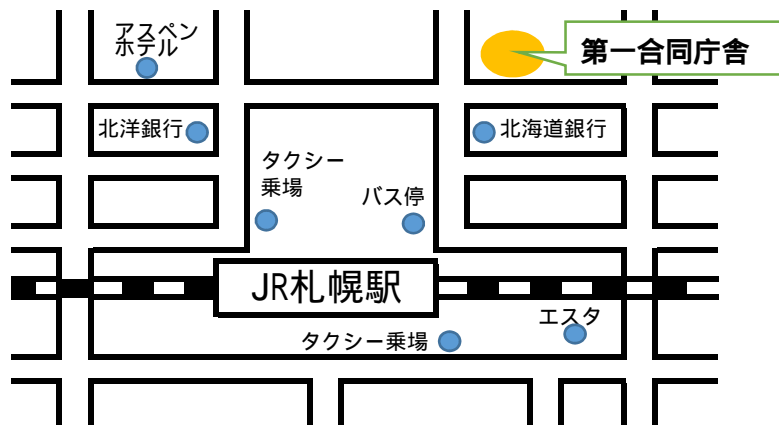 アスペン
ホテル
第一合同庁舎
北洋銀行
北海道銀行
タクシー
乗場
バス停
JR札幌駅
エスタ
タクシー乗場